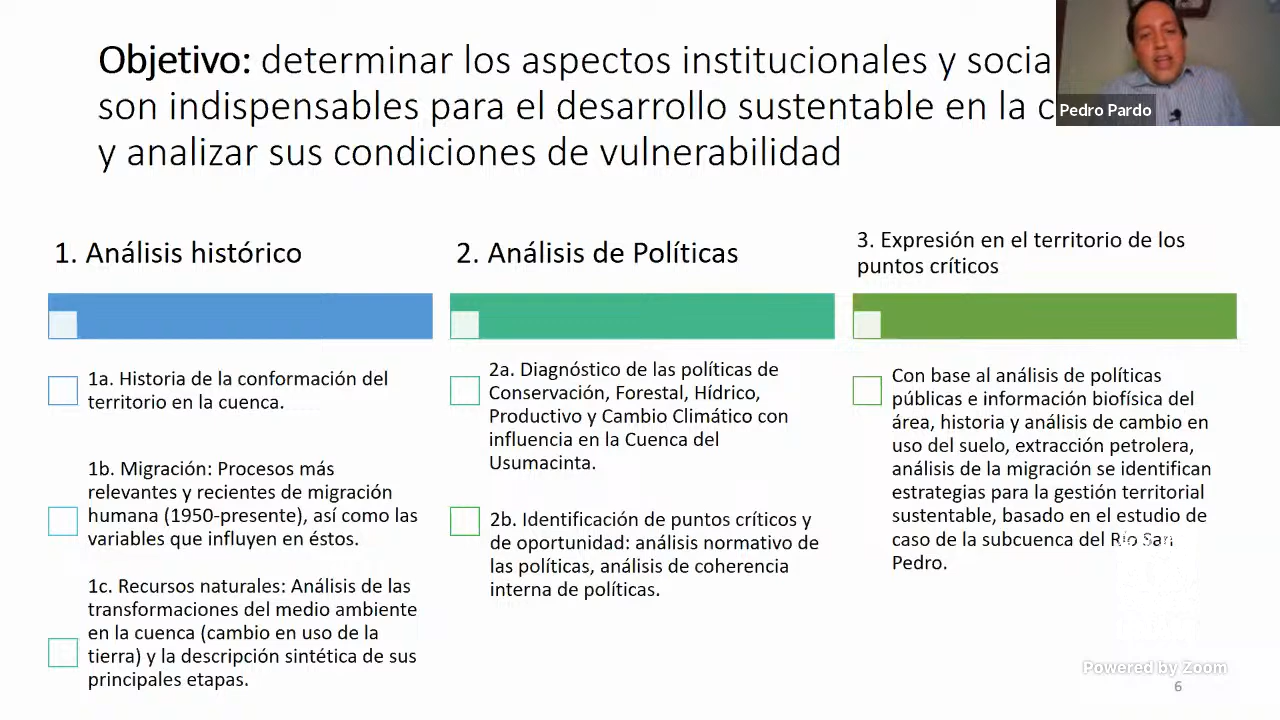 Objetivo: determinar los aspectos institucionales y socia
son indispensables para el desarrollo sustentable en la c
y analizar sus condiciones de vulnerabilidad
Pedro Pardo
1. Análisis histórico
1a. Historia de la conformación del
territorio en la cuenca.
1b. Migración: Procesos más
relevantes y recientes de migración
humana (1950-presente), así como las
variables que influyen en éstos.
1c. Recursos naturales: Análisis de las
transformaciones del medio ambiente
en la cuenca (cambio en uso de la
tierra) y la descripción sintética de sus
principales etapas.
2. Análisis de Políticas
2a. Diagnóstico de las políticas de
Conservación, Forestal, Hídrico,
Productivo y Cambio Climático con
influencia en la Cuenca del
Usumacinta.
2b. Identificación de puntos críticos y
de oportunidad: análisis normativo de
las políticas, análisis de coherencia
interna de políticas.
3. Expresión en el territorio de los
puntos críticos
Con base al análisis de políticas
públicas e información biofísica del
área, historia y análisis de cambio en
uso del suelo, extracción petrolera,
análisis de la migración se identifican
estrategias para la gestión territorial
sustentable, basado en el estudio de
caso de la subcuenca del Río San
Pedro.
Powered by Zoom
6